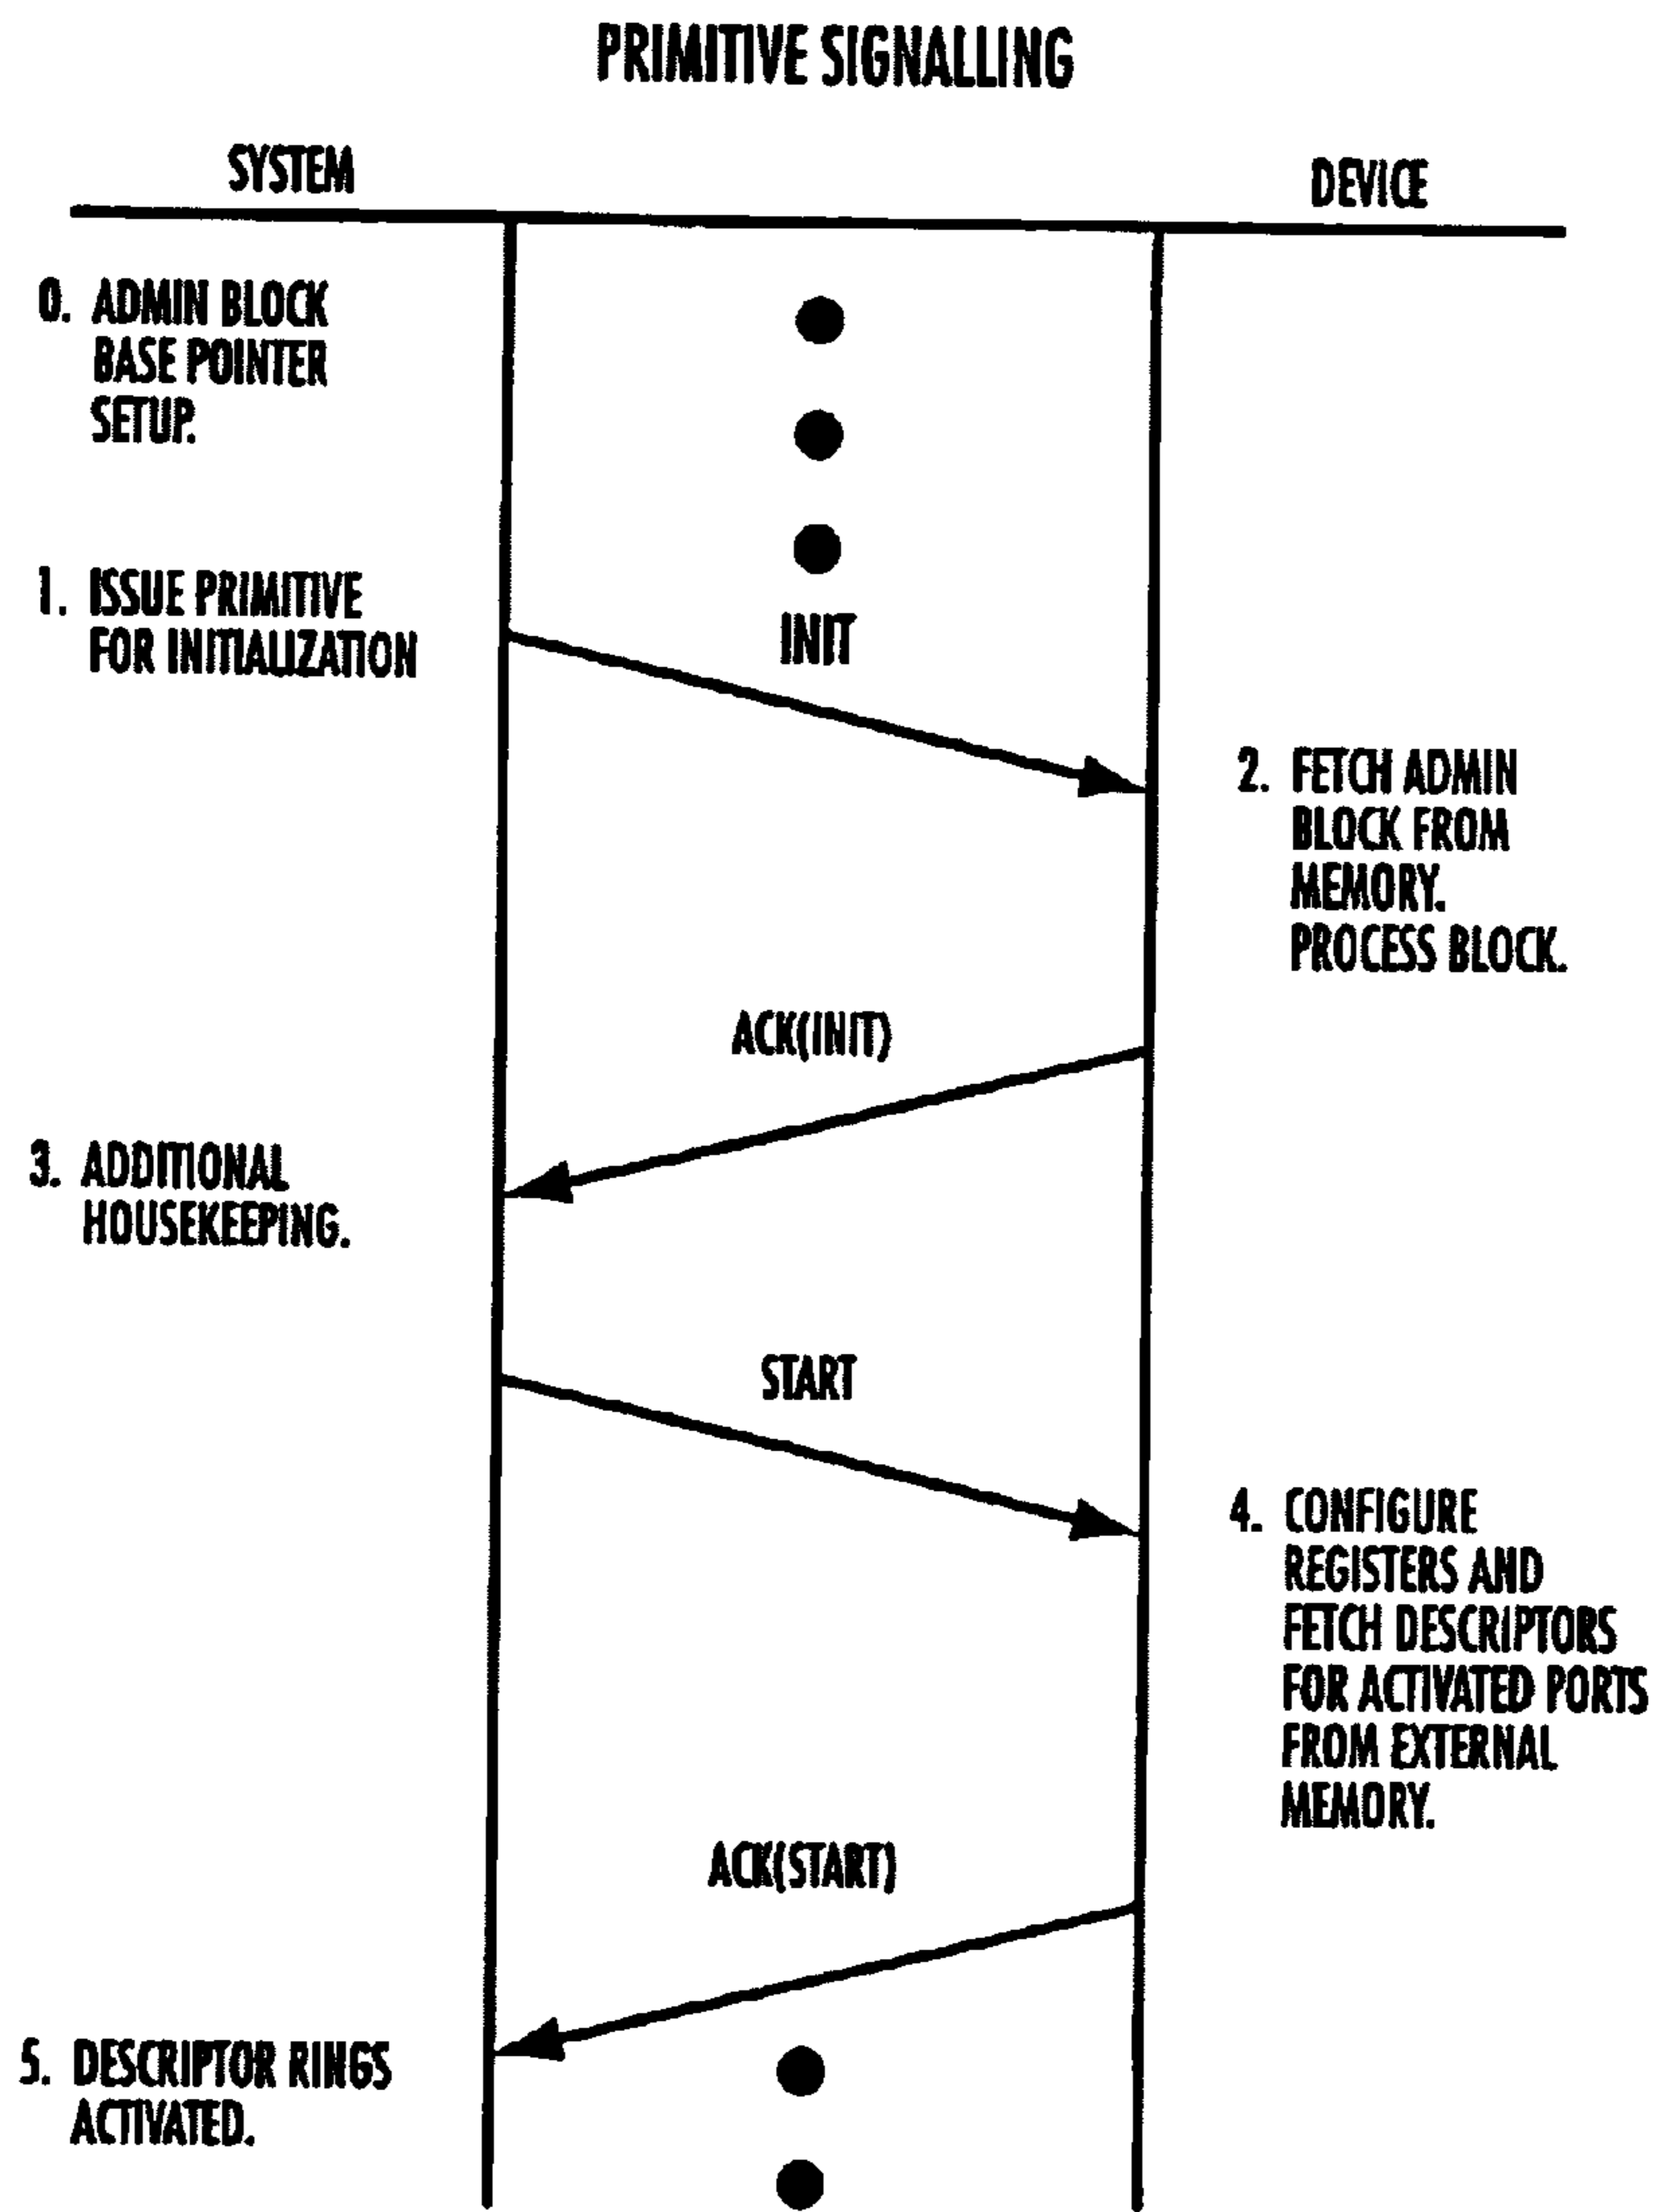 PRIMITIVE SIGNALLING
SYSTEM
DEVICE
0. ADMIN BLOCK
BASE POINTER
SETUP.
1. ISSUE PRIMITIVE
FOR INITIALIZATION
INIT
2. FETCH ADMIN
BLOCK FROM
MEMORY.
PROCESS BLOCK.
ACK(INIT)
3. ADDITIONAL
HOUSEKEEPING.
START
4. CONFIGURE
REGISTERS AND
FETCH DESCRIPTORS
FOR ACTIVATED PORTS
FROM EXTERNAL
MEMORY.
ACK(START)
5. DESCRIPTOR RINGS
ACTIVATED.